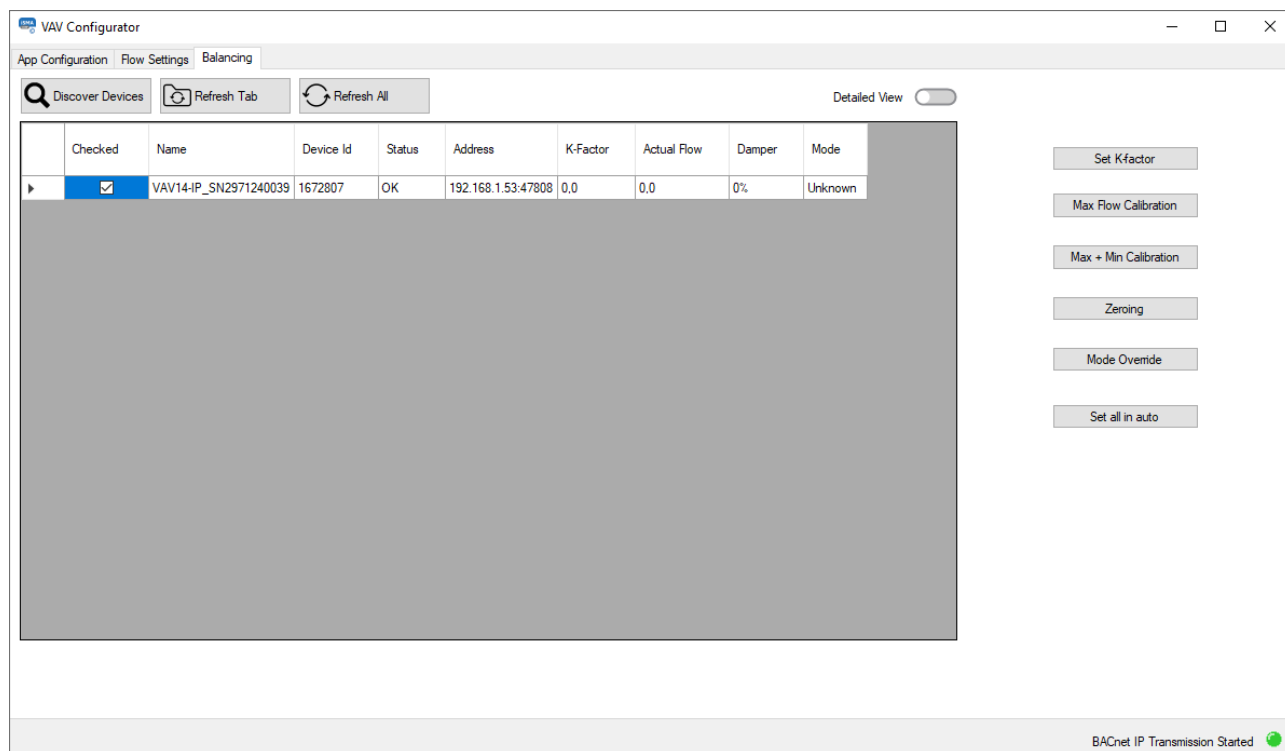 VAV Configurator
App Configuration Flow Settings Balancing
Discover Devices Refresh Tab Refresh All Detailed View
Checked Name Device Id Status Address K-Factor Actual Flow Damper Mode
VAV14-IP_SN2971240039 1672807 OK 192.168.1.53:47808 0,0 0,0 0% Unknown
Set K-factor
Max Flow Calibration
Max + Min Calibration
Zeroing
Mode Override
Set all in auto
BACnet IP Transmission Started